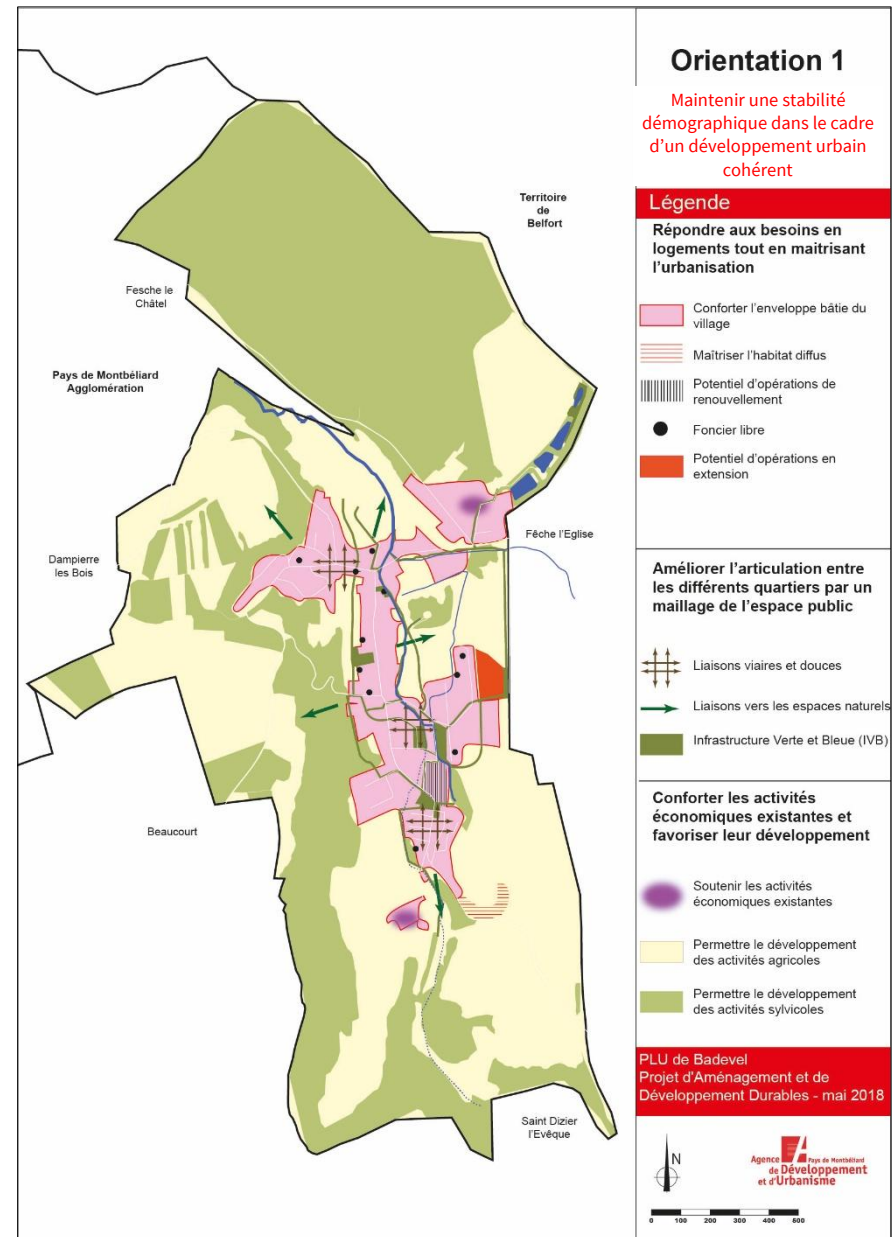 Orientation 1
Maintenir une stabilité
démographique dans le cadre
d'un développement urbain
cohérent
Légende
Répondre aux besoins en
logements tout en maitrisant
l'urbanisation
Conforter l'enveloppe bâtie du
village
Maîtriser l'habitat diffus
Potentiel d'opérations de
renouvellement
Foncier libre
Potentiel d'opérations en
extension
Améliorer l'articulation entre
les différents quartiers par un
maillage de l'espace public
Liaisons viaires et douces
Liaisons vers les espaces naturels
Infrastructure Verte et Bleue (IVB)
Conforter les activités
économiques existantes et
favoriser leur développement
Soutenir les activités
économiques existantes
Permettre le développement
des activités agricoles
Permettre le développement
des activités sylvicoles
PLU de Badevel
Projet d'Aménagement et de
Développement Durables - mai 2018
N
Agence Pays de Montbéliard
de Développement
et d'Urbanisme
0 100 200 300 400 500
Territoire
de
Belfort
Fesche le
Châtel
Pays de Montbéliard
Agglomération
Fêche l'Eglise
Dampierre
les Bois
Beaucourt
Saint Dizier
l'Evêque